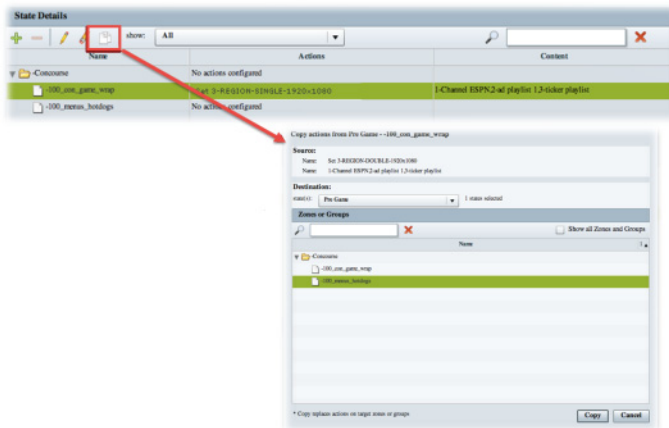 State Details
show: All
Name Actions Content
-Concourse No actions configured
-100_con_game_wrap Set 3-REGION-SINGLE-1920x1080 1-Channel ESPN,2-ad playlist 1,3-ticker playlist
-100_menus_hotdogs No actions configured
Copy actions from Pre Game - -100_con_game_wrap
Source:
Name: Set 3-REGION-DOUBLE-1920x1080
Name: 1-Channel ESPN,2-ad playlist 1,3-ticker playlist
Destination:
state(s): Pre Game 1 states selected
Zones or Groups
Show all Zones and Groups
Name
-Concourse
-100_con_game_wrap
-100_menus_hotdogs
* Copy replaces actions on target zones or groups
Copy Cancel